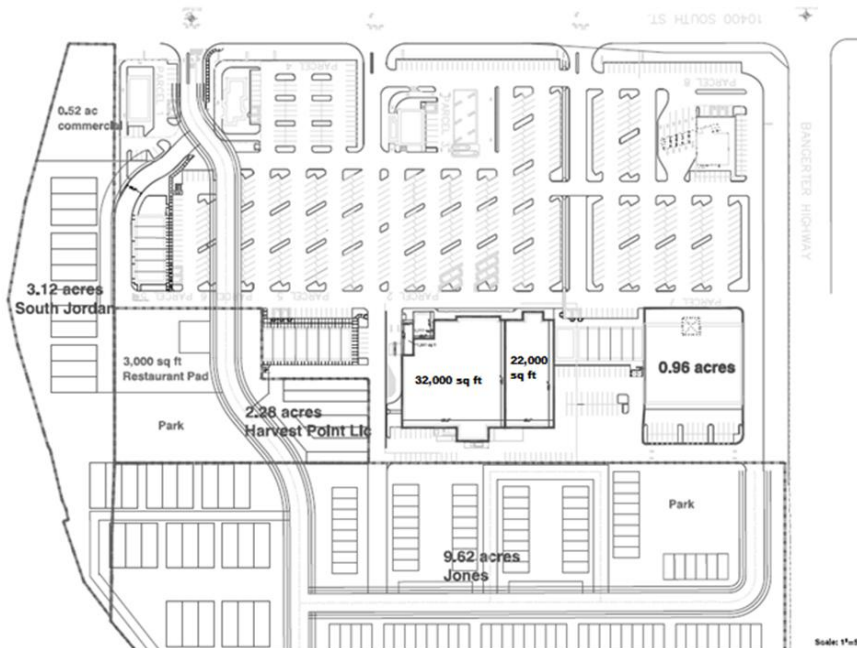 10400 SOUTH ST.
PARCEL 4
PARCEL 8
PARCEL
PARCEL
BANGERTER HIGHWAY
0.52 ac
commercial
3.12 acres
South Jordan
PARCEL 6
PARCEL 5
PARCEL 2
PARCEL 7
3,000 sq ft
Restaurant Pad
32,000 sq ft
22,000
sq ft
0.96 acres
2.28 acres
Harvest Point Llc
Park
Park
9.62 acres
Jones